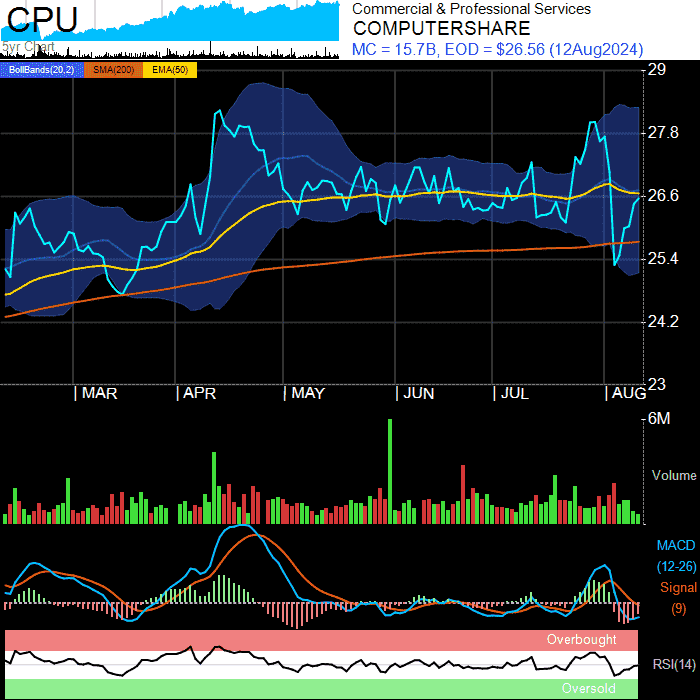 CPU
5yr Chart
Commercial & Professional Services
COMPUTERSHARE
MC = 15.7B, EOD = $26.56 (12Aug2024)
BollBands(20,2) SMA(200) EMA(50)
29
27.8
26.6
25.4
24.2
23
MAR APR MAY JUN JUL AUG
6M
Volume
MACD
(12-26)
Signal
(9)
Overbought
RSI(14)
Oversold